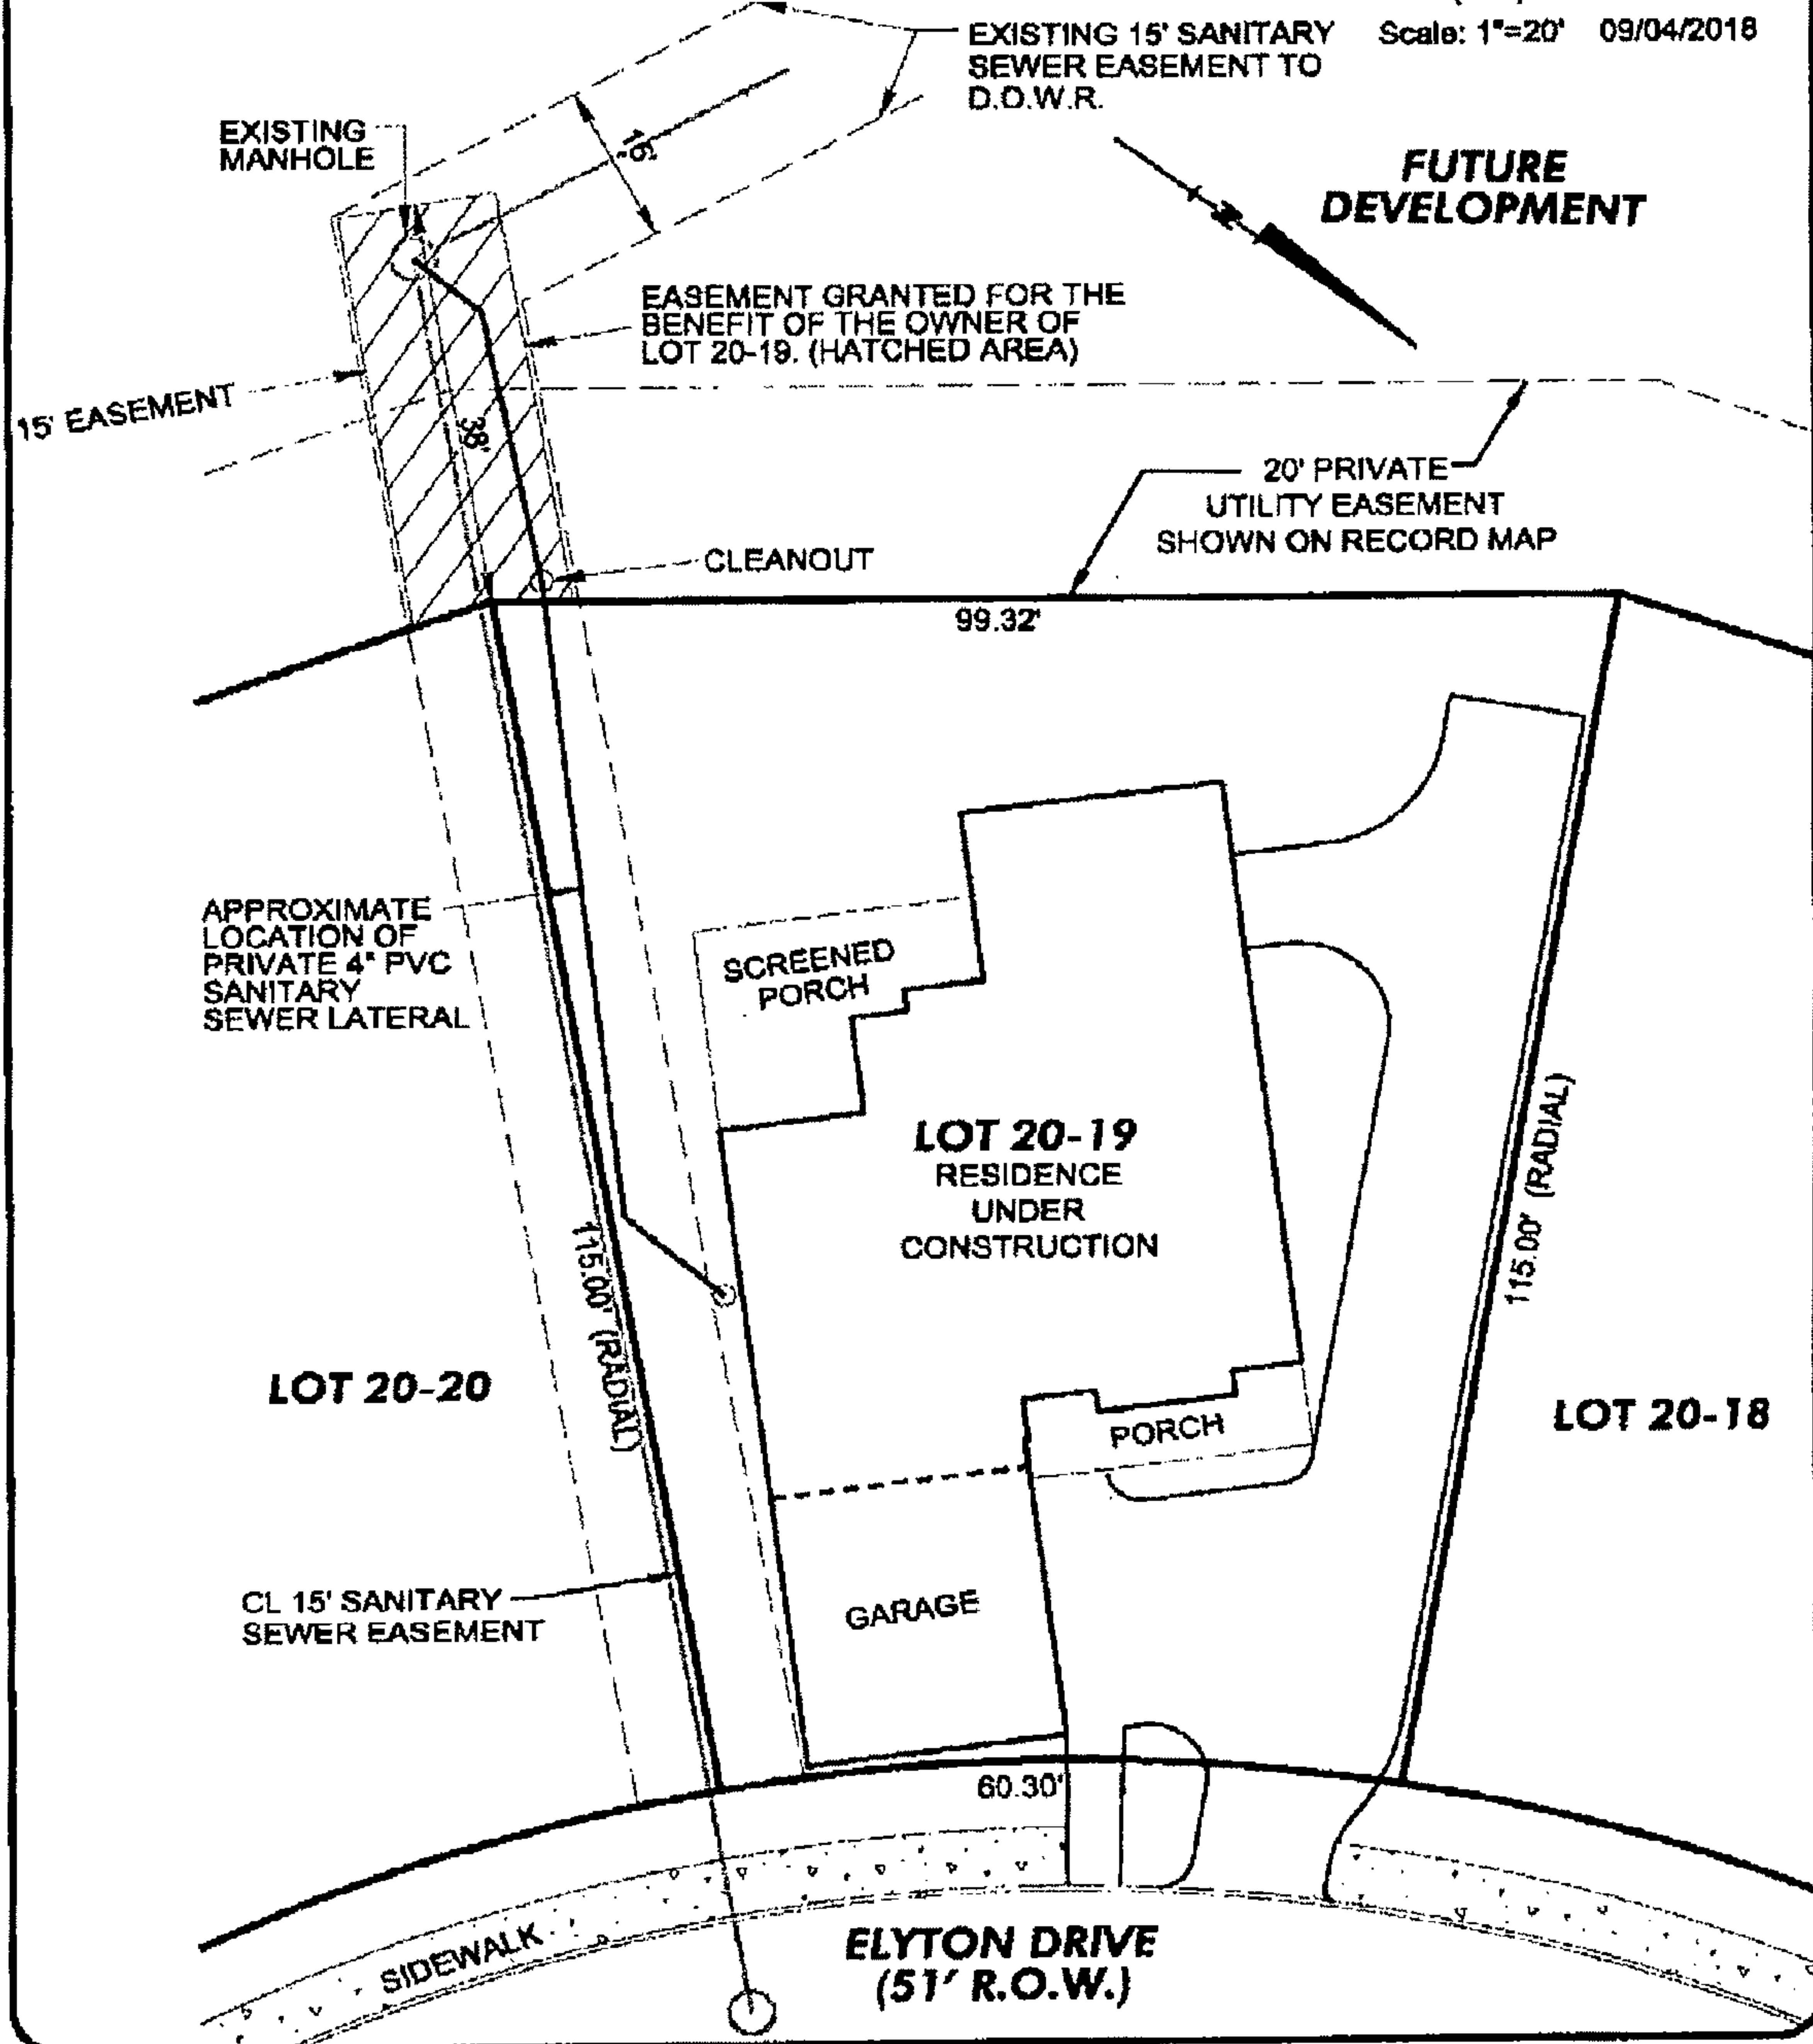 EXISTING 15' SANITARY
SEWER EASEMENT TO
D.O.W.R.
Scale: 1"=20' 09/04/2018
EXISTING
MANHOLE
16'
FUTURE
DEVELOPMENT
EASEMENT GRANTED FOR THE
BENEFIT OF THE OWNER OF
LOT 20-19. (HATCHED AREA)
15' EASEMENT
38'
20' PRIVATE
UTILITY EASEMENT
SHOWN ON RECORD MAP
CLEANOUT
99.32'
APPROXIMATE
LOCATION OF
PRIVATE 4" PVC
SANITARY
SEWER LATERAL
SCREENED
PORCH
LOT 20-19
RESIDENCE
UNDER
CONSTRUCTION
115.00' (RADIAL)
115.00' (RADIAL)
LOT 20-20
LOT 20-18
PORCH
CL 15' SANITARY
SEWER EASEMENT
GARAGE
60.30'
SIDEWALK
ELYTON DRIVE
(51' R.O.W.)